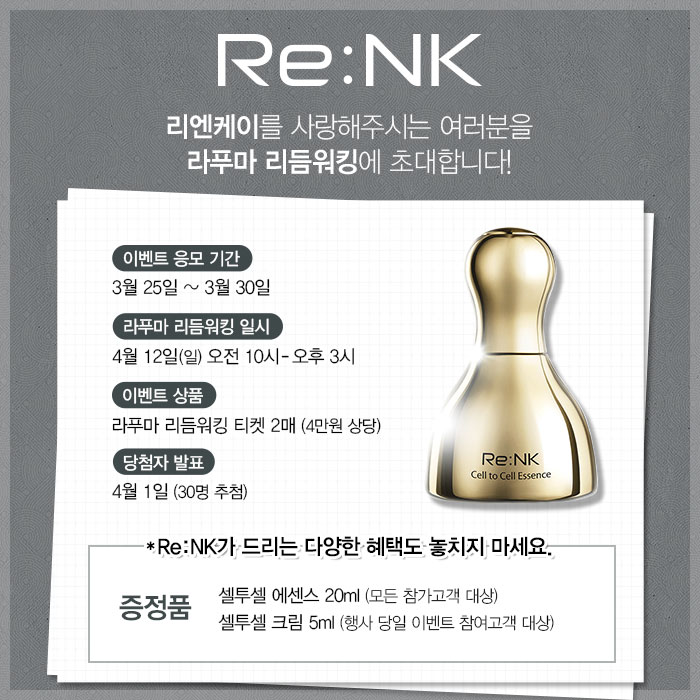 Re:NK
리엔케이를 사랑해주시는 여러분을
라푸마 리듬워킹에 초대합니다!
이벤트 응모 기간
3월 25일 ~ 3월 30일
라푸마 리듬워킹 일시
4월 12일(일) 오전 10시-오후 3시
이벤트 상품
라푸마 리듬워킹 티켓 2매 (4만원 상당)
당첨자 발표
4월 1일 (30명 추첨)
Re:NK
Cell to Cell Essence
*Re:NK가 드리는 다양한 혜택도 놓치지 마세요.
증정품
셀투셀 에센스 20ml (모든 참가고객 대상)
셀투셀 크림 5ml (행사 당일 이벤트 참여고객 대상)